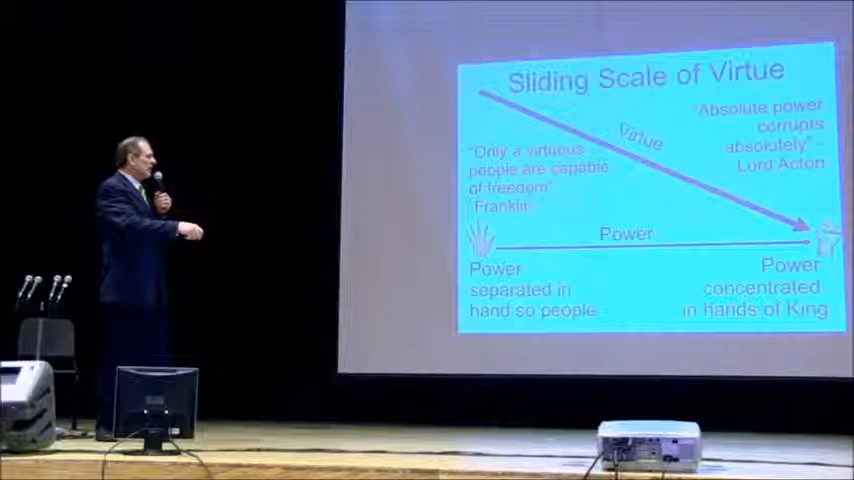 Sliding Scale of Virtue
"Absolute power
corrupts
absolutely" -
Lord Acton
Virtue
"Only a virtuous
people are capable
of freedom"
Franklin
Power
Power
separated in
hand so people
Power
concentrated
in hands of King